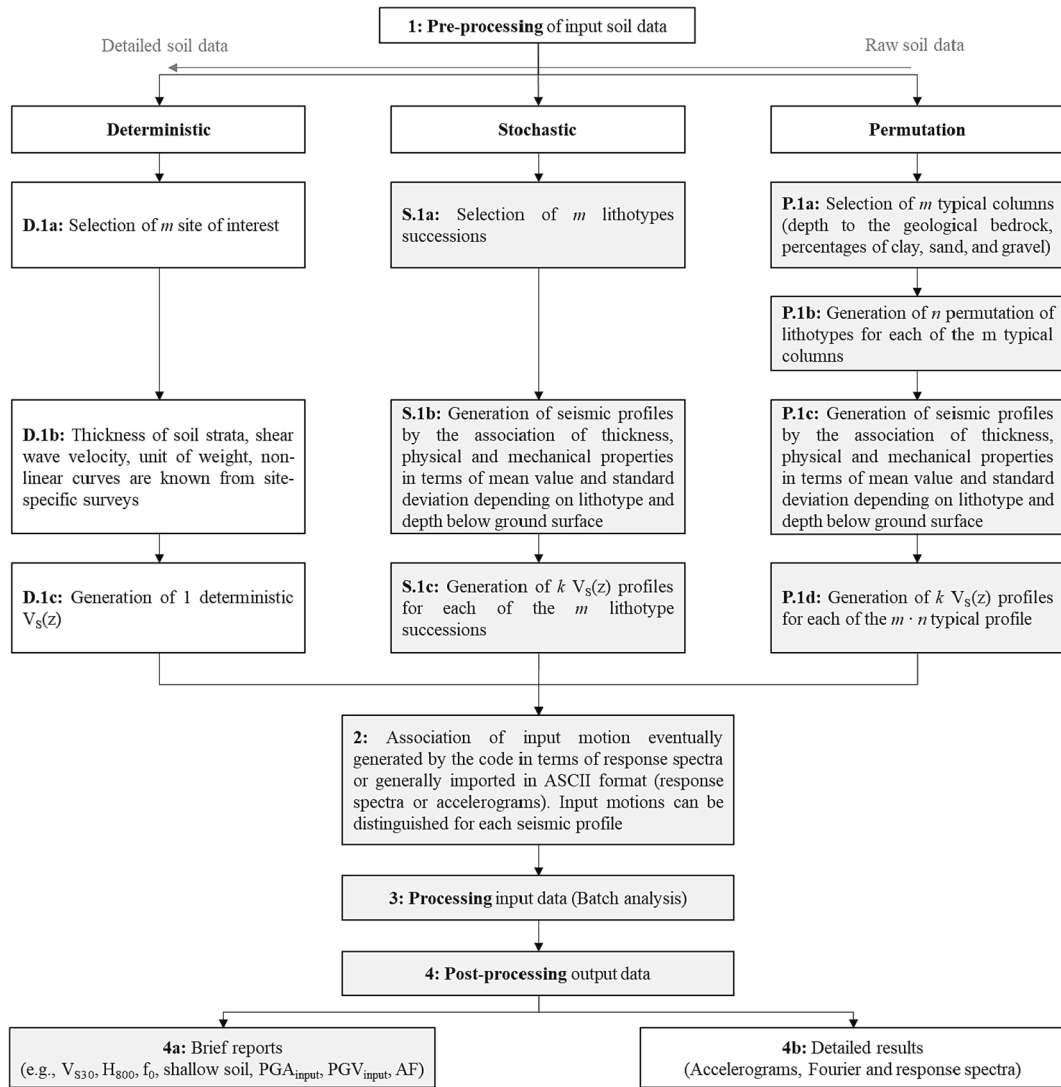 1: Pre-processing of input soil data
Detailed soil data
Raw soil data
Deterministic
Stochastic
Permutation
D.1a: Selection of m site of interest
S.1a: Selection of m lithotypes
successions
P.1a: Selection of m typical columns
(depth to the geological bedrock,
percentages of clay, sand, and gravel)
P.1b: Generation of n permutation of
lithotypes for each of the m typical
columns
D.1b: Thickness of soil strata, shear
wave velocity, unit of weight, non-
linear curves are known from site-
specific surveys
S.1b: Generation of seismic profiles
by the association of thickness,
physical and mechanical properties
in terms of mean value and standard
deviation depending on lithotype and
depth below ground surface
P.1c: Generation of seismic profiles
by the association of thickness,
physical and mechanical properties
in terms of mean value and standard
deviation depending on lithotype and
depth below ground surface
D.1c: Generation of 1 deterministic
V_S(z)
S.1c: Generation of k V_S(z) profiles
for each of the m lithotype
successions
P.1d: Generation of k V_S(z) profiles
for each of the m · n typical profile
2: Association of input motion eventually
generated by the code in terms of response spectra
or generally imported in ASCII format (response
spectra or accelerograms). Input motions can be
distinguished for each seismic profile
3: Processing input data (Batch analysis)
4: Post-processing output data
4a: Brief reports
(e.g., V_S30, H_800, f_0, shallow soil, PGA_input, PGV_input, AF)
4b: Detailed results
(Accelerograms, Fourier and response spectra)